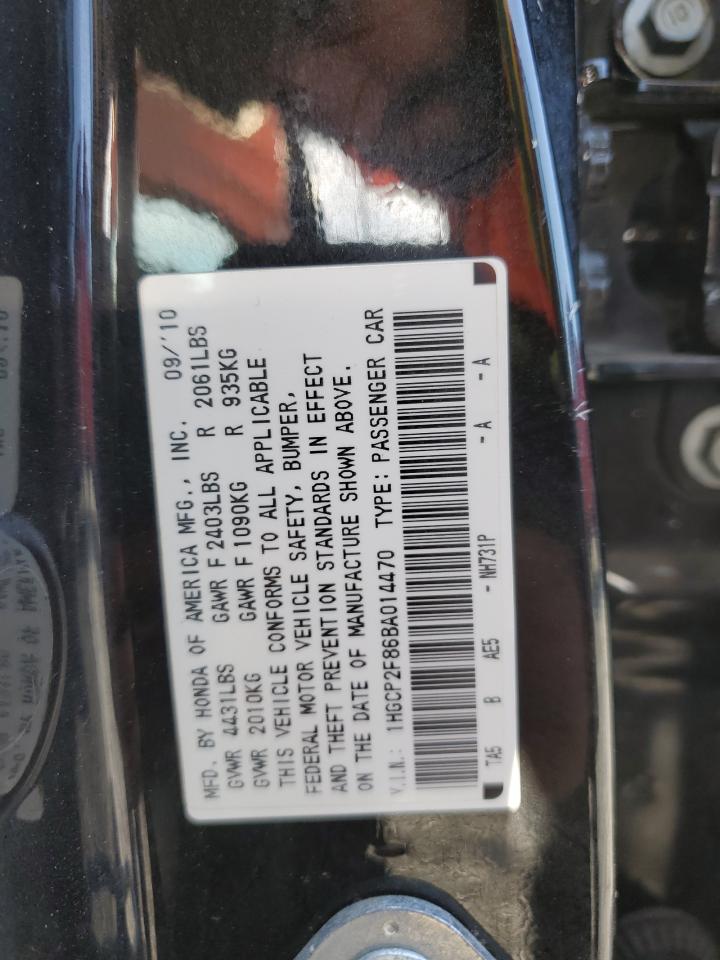 MFD. BY HONDA OF AMERICA MFG., INC. 09/'10
GVWR 4431LBS GAWR F 2403LBS R 2061LBS
GVWR 2010KG GAWR F 1090KG R 935KG
THIS VEHICLE CONFORMS TO ALL APPLICABLE
FEDERAL MOTOR VEHICLE SAFETY, BUMPER,
AND THEFT PREVENTION STANDARDS IN EFFECT
ON THE DATE OF MANUFACTURE SHOWN ABOVE.
V.I.N.: 1HGCP2F86BA014470 TYPE: PASSENGER CAR
TA5 B AE5 - NH731P - A - A